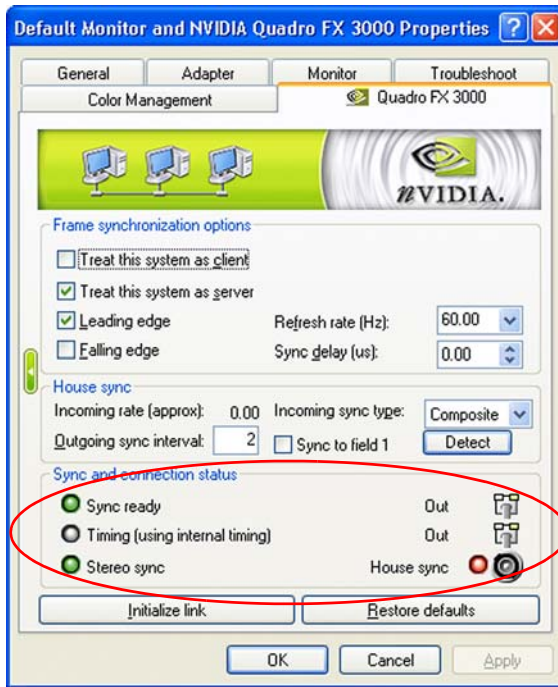 Default Monitor and NVIDIA Quadro FX 3000 Properties
General Adapter Monitor Troubleshoot
Color Management Quadro FX 3000
nVIDIA.
Frame synchronization options
Treat this system as client
Treat this system as server
Leading edge Refresh rate (Hz): 60.00
Falling edge Sync delay (us): 0.00
House sync
Incoming rate (approx): 0.00 Incoming sync type: Composite
Outgoing sync interval: 2 Sync to field 1 Detect
Sync and connection status
Sync ready Out
Timing (using internal timing) Out
Stereo sync House sync
Initialize link Restore defaults
OK Cancel Apply